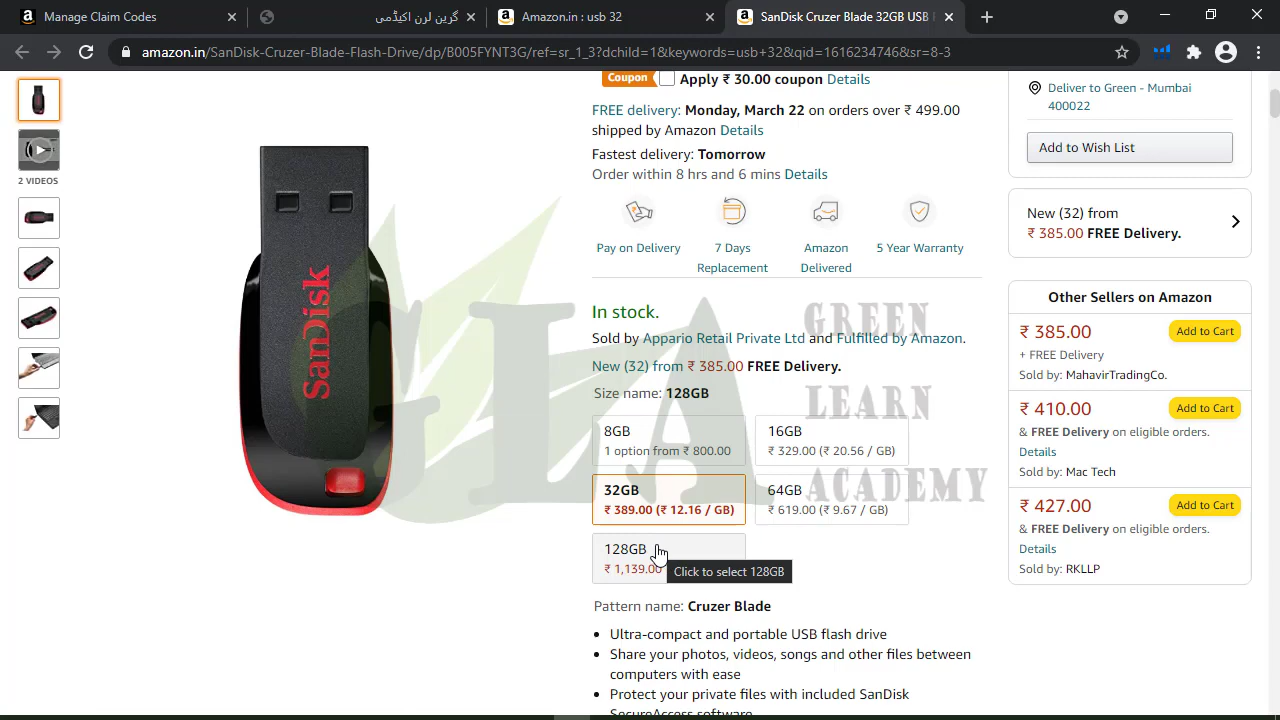 Manage Claim Codes
گرین لرن اکیڈمی
Amazon.in : usb 32
SanDisk Cruzer Blade 32GB USB F
amazon.in/SanDisk-Cruzer-Blade-Flash-Drive/dp/B005FYNT3G/ref=sr_1_3?dchild=1&keywords=usb+32&qid=1616234746&sr=8-3
2 VIDEOS
SanDisk
Coupon Apply ₹ 30.00 coupon Details
FREE delivery: Monday, March 22 on orders over ₹ 499.00
shipped by Amazon Details
Fastest delivery: Tomorrow
Order within 8 hrs and 6 mins Details
Pay on Delivery
7 Days
Replacement
Amazon
Delivered
5 Year Warranty
In stock.
Sold by Appario Retail Private Ltd and Fulfilled by Amazon.
New (32) from ₹ 385.00 FREE Delivery.
Size name: 128GB
8GB
1 option from ₹ 800.00
16GB
₹ 329.00 (₹ 20.56 / GB)
32GB
₹ 389.00 (₹ 12.16 / GB)
64GB
₹ 619.00 (₹ 9.67 / GB)
128GB
₹ 1,139.00
Click to select 128GB
Pattern name: Cruzer Blade
Ultra-compact and portable USB flash drive
Share your photos, videos, songs and other files between
computers with ease
Protect your private files with included SanDisk
SecureAccess software
Deliver to Green - Mumbai
400022
Add to Wish List
New (32) from
₹ 385.00 FREE Delivery.
Other Sellers on Amazon
₹ 385.00 Add to Cart
+ FREE Delivery
Sold by: MahavirTradingCo.
₹ 410.00 Add to Cart
& FREE Delivery on eligible orders.
Details
Sold by: Mac Tech
₹ 427.00 Add to Cart
& FREE Delivery on eligible orders.
Details
Sold by: RKLLP
GLA
GREEN
LEARN
ACADEMY